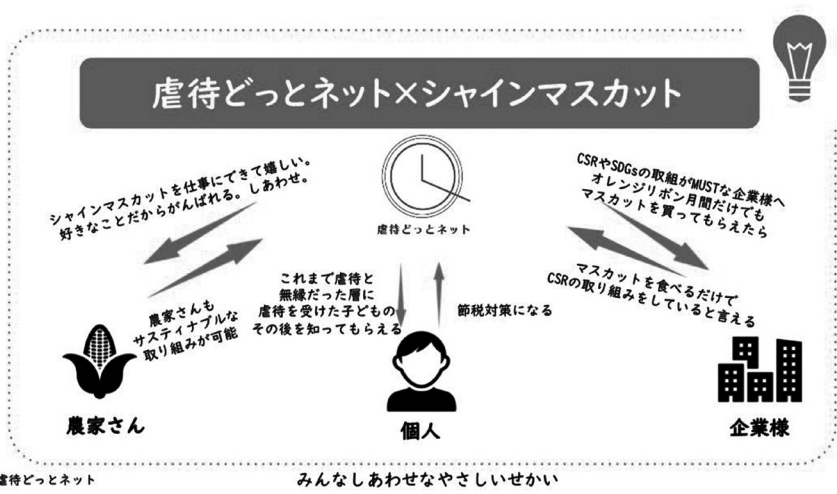 虐待どっとネット×シャインマスカット
シャインマスカットを仕事にできて嬉しい。
好きなことだからがんばれる。しあわせ。
虐待どっとネット
CSRやSDGsの取組がMUSTな企業様へ
オレンジリボン月間だけでも
マスカットを買ってもらえたら
農家さんも
サスティナブルな
取り組みが可能
これまで虐待と
無縁だった層に
虐待を受けた子どもの
その後を知ってもらえる
節税対策になる
マスカットを食べるだけで
CSRの取り組みをしていると言える
農家さん
個人
企業様
虐待どっとネット
みんなしあわせなやさしいせかい